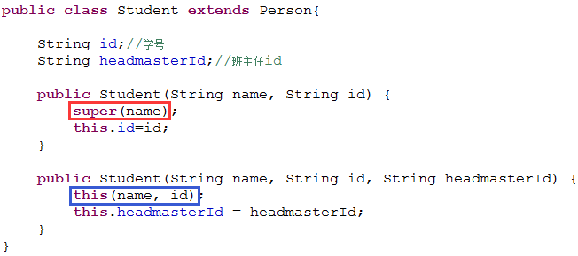 public class Student extends Person{
String id;//学号
String headmasterId;//班主任id
public Student(String name, String id) {
super(name);
this.id=id;
}
public Student(String name, String id, String headmasterId) {
this(name, id);
this.headmasterId = headmasterId;
}
}